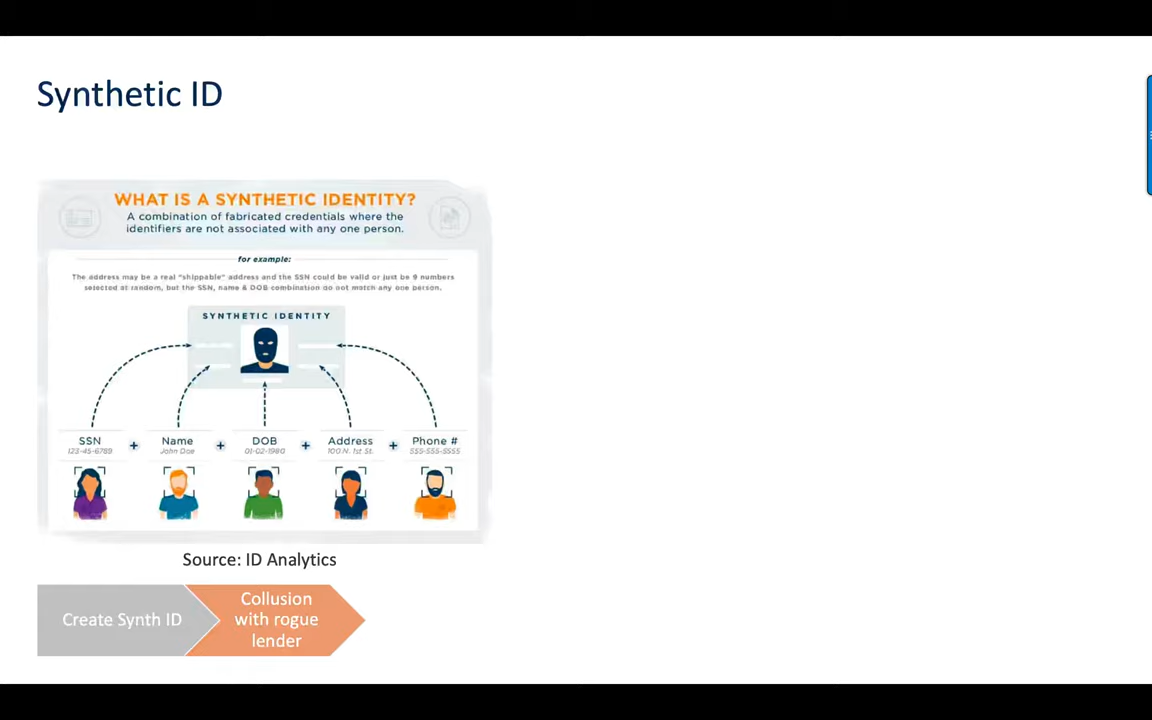 Synthetic ID
WHAT IS A SYNTHETIC IDENTITY?
A combination of fabricated credentials where the
identifiers are not associated with any one person.
for example:
The address may be a real "shippable" address and the SSN could be valid or just be 9 numbers
selected at random, but the SSN, name & DOB combination do not match any one person.
SYNTHETIC IDENTITY
SSN + Name + DOB + Address + Phone #
123-45-6789 John Doe 01-02-1980 100 N. 1st St. 555-555-5555
Source: ID Analytics
Create Synth ID
Collusion
with rogue
lender